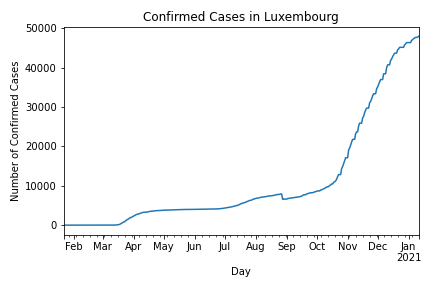 Confirmed Cases in Luxembourg
50000
40000
30000
20000
10000
0
Number of Confirmed Cases
Feb Mar Apr May Jun Jul Aug Sep Oct Nov Dec Jan
2021
Day